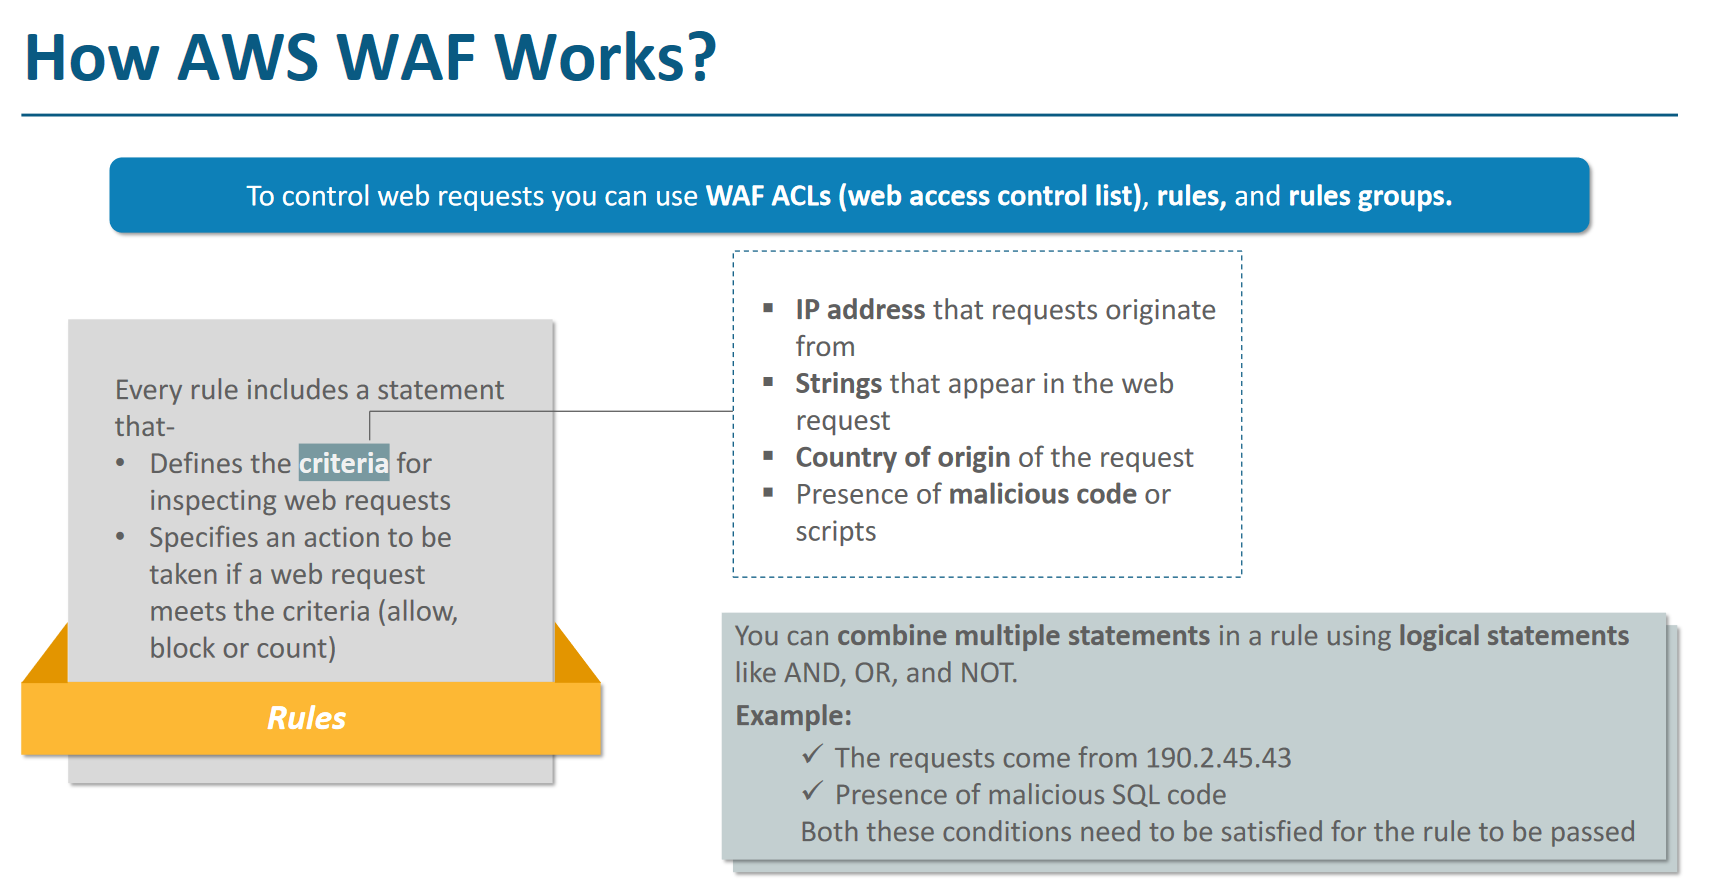 How AWS WAF Works?
To control web requests you can use WAF ACLs (web access control list), rules, and rules groups.
Every rule includes a statement
that-
• Defines the criteria for
inspecting web requests
• Specifies an action to be
taken if a web request
meets the criteria (allow,
block or count)
Rules
▪ IP address that requests originate
from
▪ Strings that appear in the web
request
▪ Country of origin of the request
▪ Presence of malicious code or
scripts
You can combine multiple statements in a rule using logical statements
like AND, OR, and NOT.
Example:
✓ The requests come from 190.2.45.43
✓ Presence of malicious SQL code
Both these conditions need to be satisfied for the rule to be passed